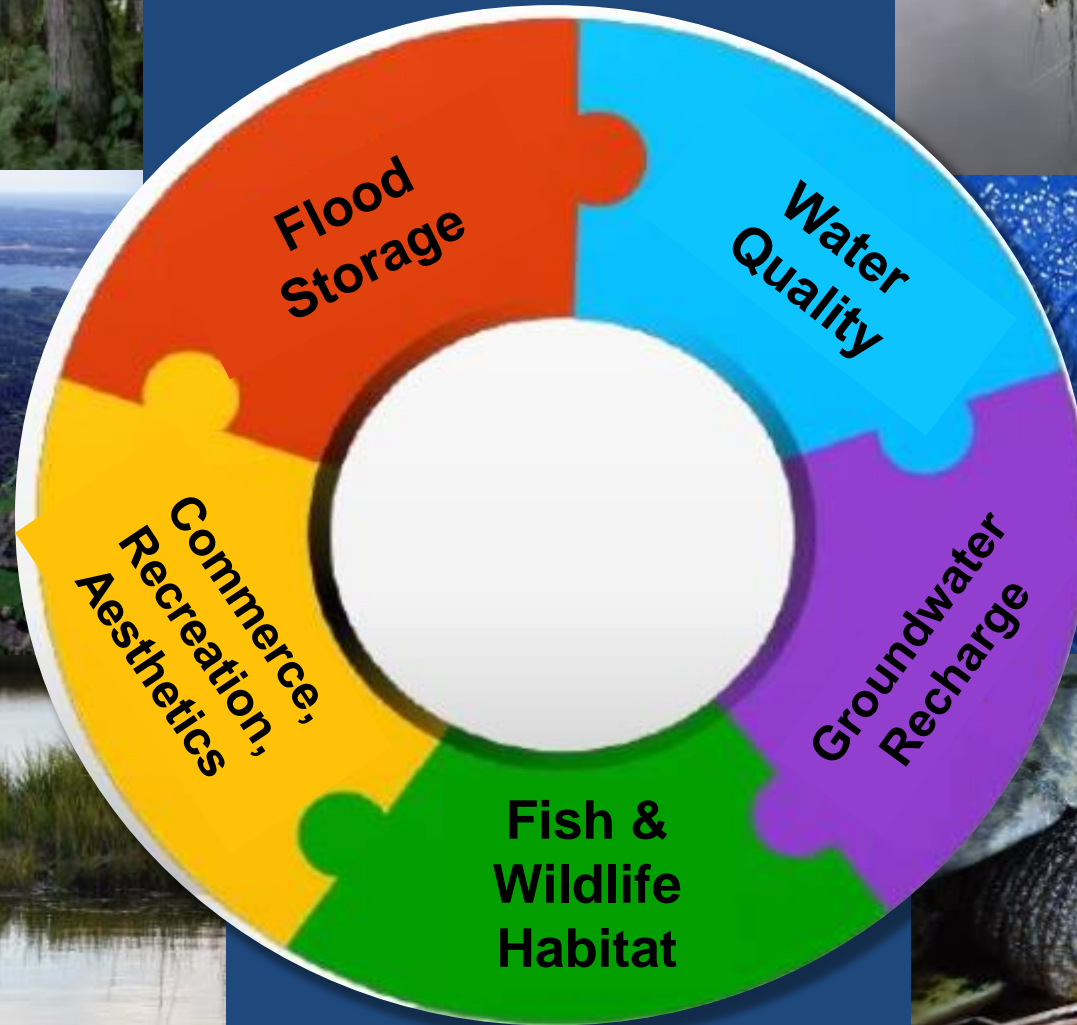 Flood
Storage
Water
Quality
Groundwater
Recharge
Fish &
Wildlife
Habitat
Commerce,
Recreation,
Aesthetics